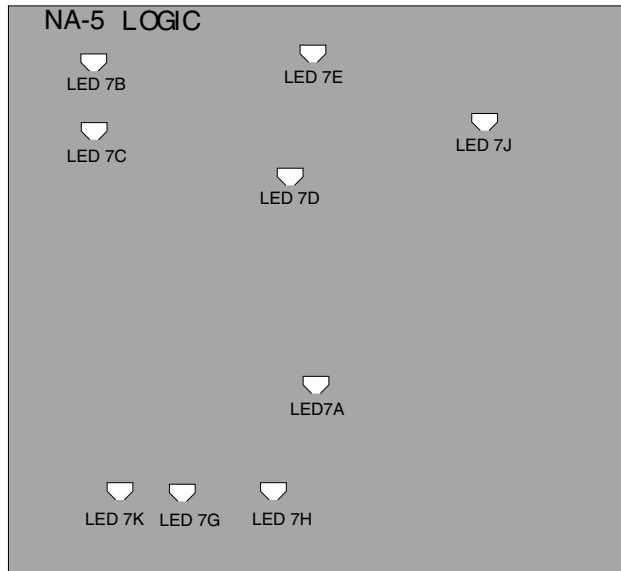 NA-5 LOGIC
LED 7B
LED 7E
LED 7C
LED 7J
LED 7D
LED7A
LED 7K
LED 7G
LED 7H